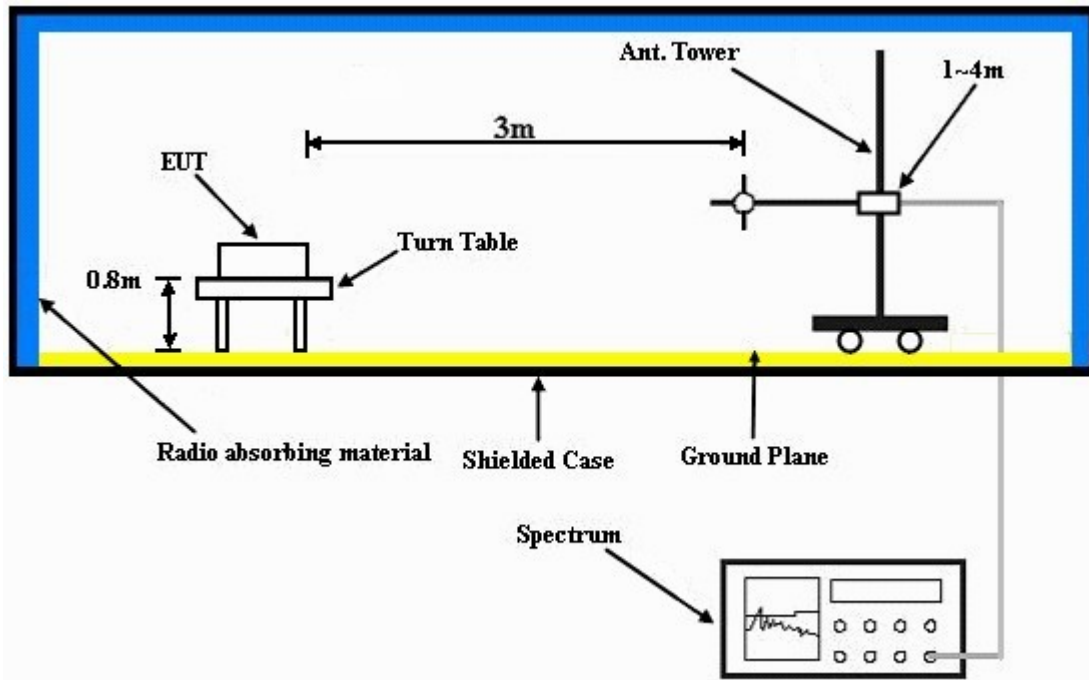 Ant. Tower
1~4m
3m
EUT
Turn Table
0.8m
Radio absorbing material
Shielded Case
Ground Plane
Spectrum